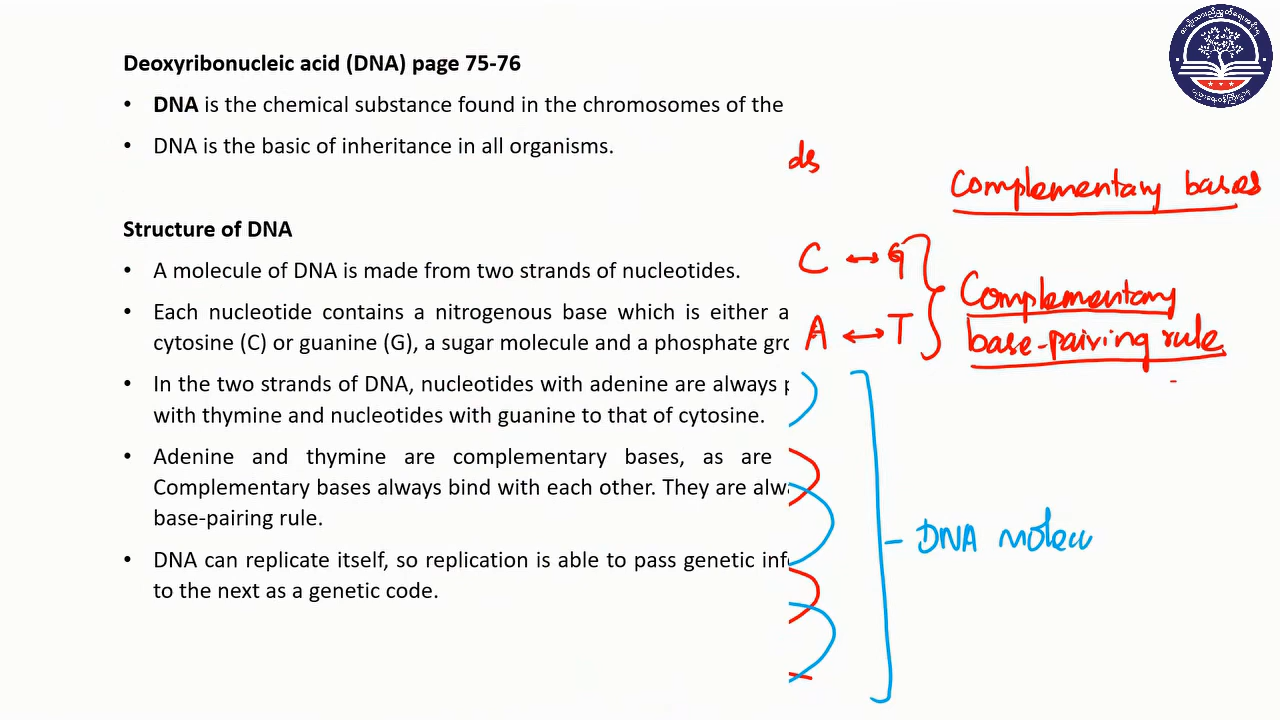 Deoxyribonucleic acid (DNA) page 75-76
• DNA is the chemical substance found in the chromosomes of the
• DNA is the basic of inheritance in all organisms.
Structure of DNA
• A molecule of DNA is made from two strands of nucleotides.
• Each nucleotide contains a nitrogenous base which is either a
cytosine (C) or guanine (G), a sugar molecule and a phosphate gro
• In the two strands of DNA, nucleotides with adenine are always
with thymine and nucleotides with guanine to that of cytosine.
• Adenine and thymine are complementary bases, as are
Complementary bases always bind with each other. They are alw
base-pairing rule.
• DNA can replicate itself, so replication is able to pass genetic inf
to the next as a genetic code.
ds
Complementary bases
C ↔ G
A ↔ T
Complementary
base-pairing rule
DNA molecu